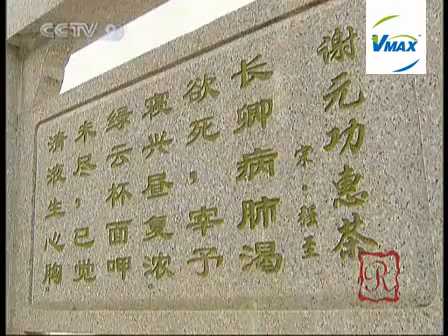 CCTV
VMAX
谢元功惠茶
宋·强至
长卿病肺渴
欲死，宰予
寝兴昼复浓
绿云杯面呷
未尽，已觉
清液生心胸